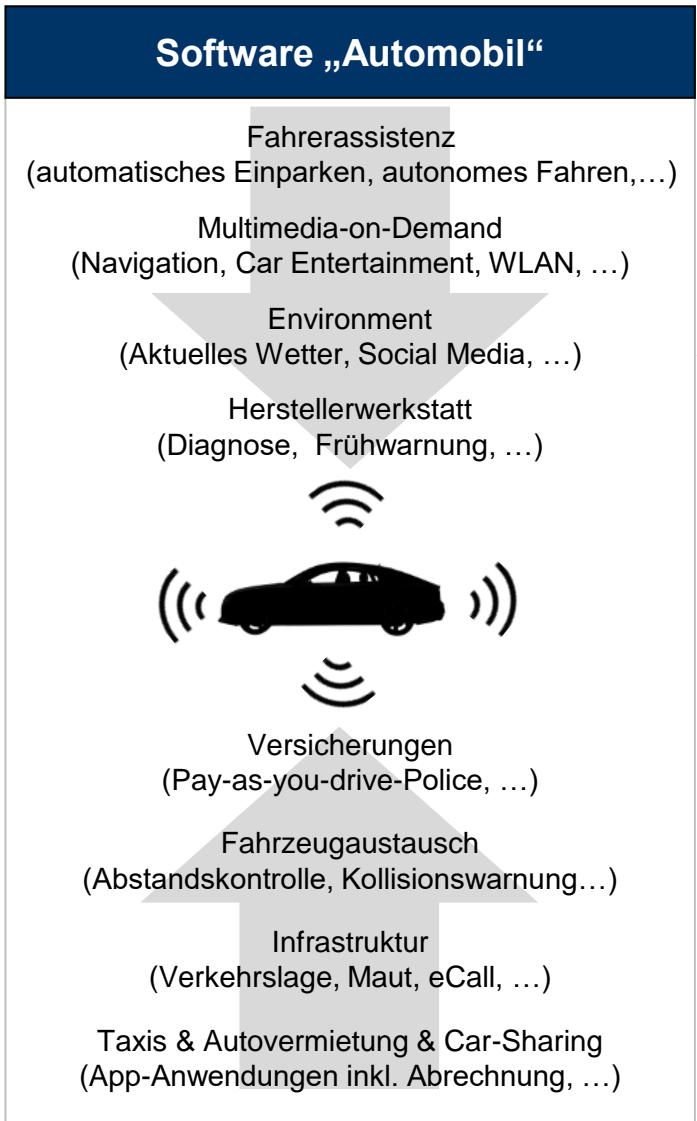 Software „Automobil“
Fahrerassistenz
(automatisches Einparken, autonomes Fahren,…)
Multimedia-on-Demand
(Navigation, Car Entertainment, WLAN, …)
Environment
(Aktuelles Wetter, Social Media, …)
Herstellerwerkstatt
(Diagnose,  Frühwarnung, …)
Versicherungen
(Pay-as-you-drive-Police, …)
Fahrzeugaustausch
(Abstandskontrolle, Kollisionswarnung…)
Infrastruktur
(Verkehrslage, Maut, eCall, …)
Taxis & Autovermietung & Car-Sharing
(App-Anwendungen inkl. Abrechnung, …)